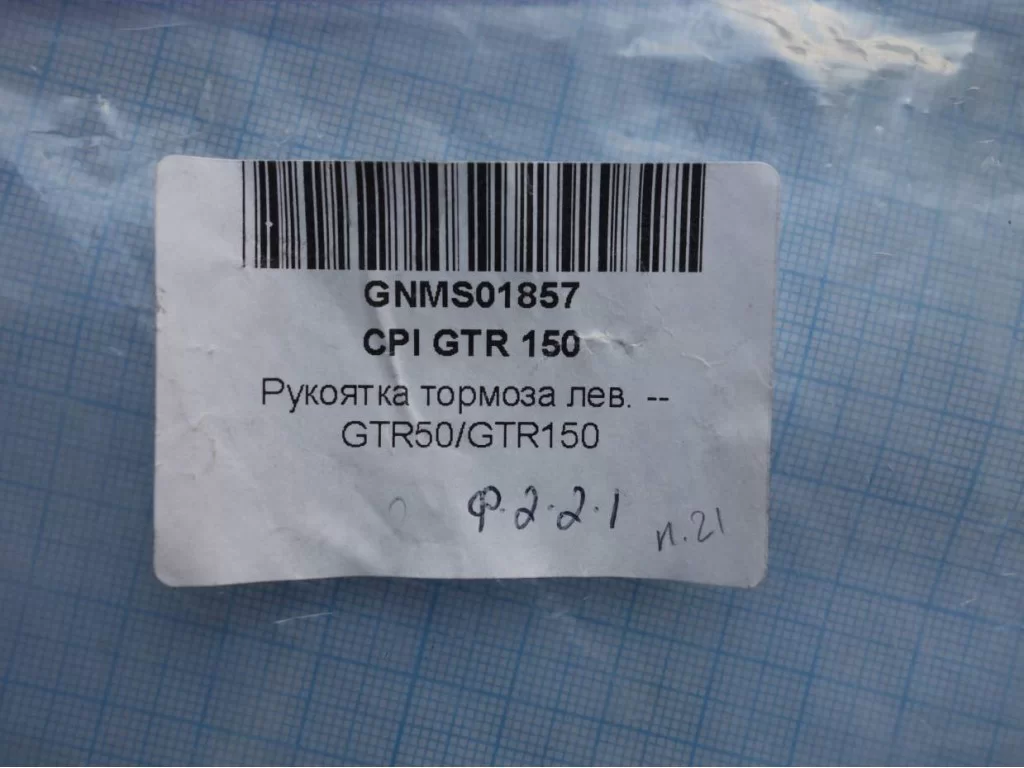 GNMS01857
CPI GTR 150
Рукоятка тормоза лев. --
GTR50/GTR150
Ф.2.2.1
п.21